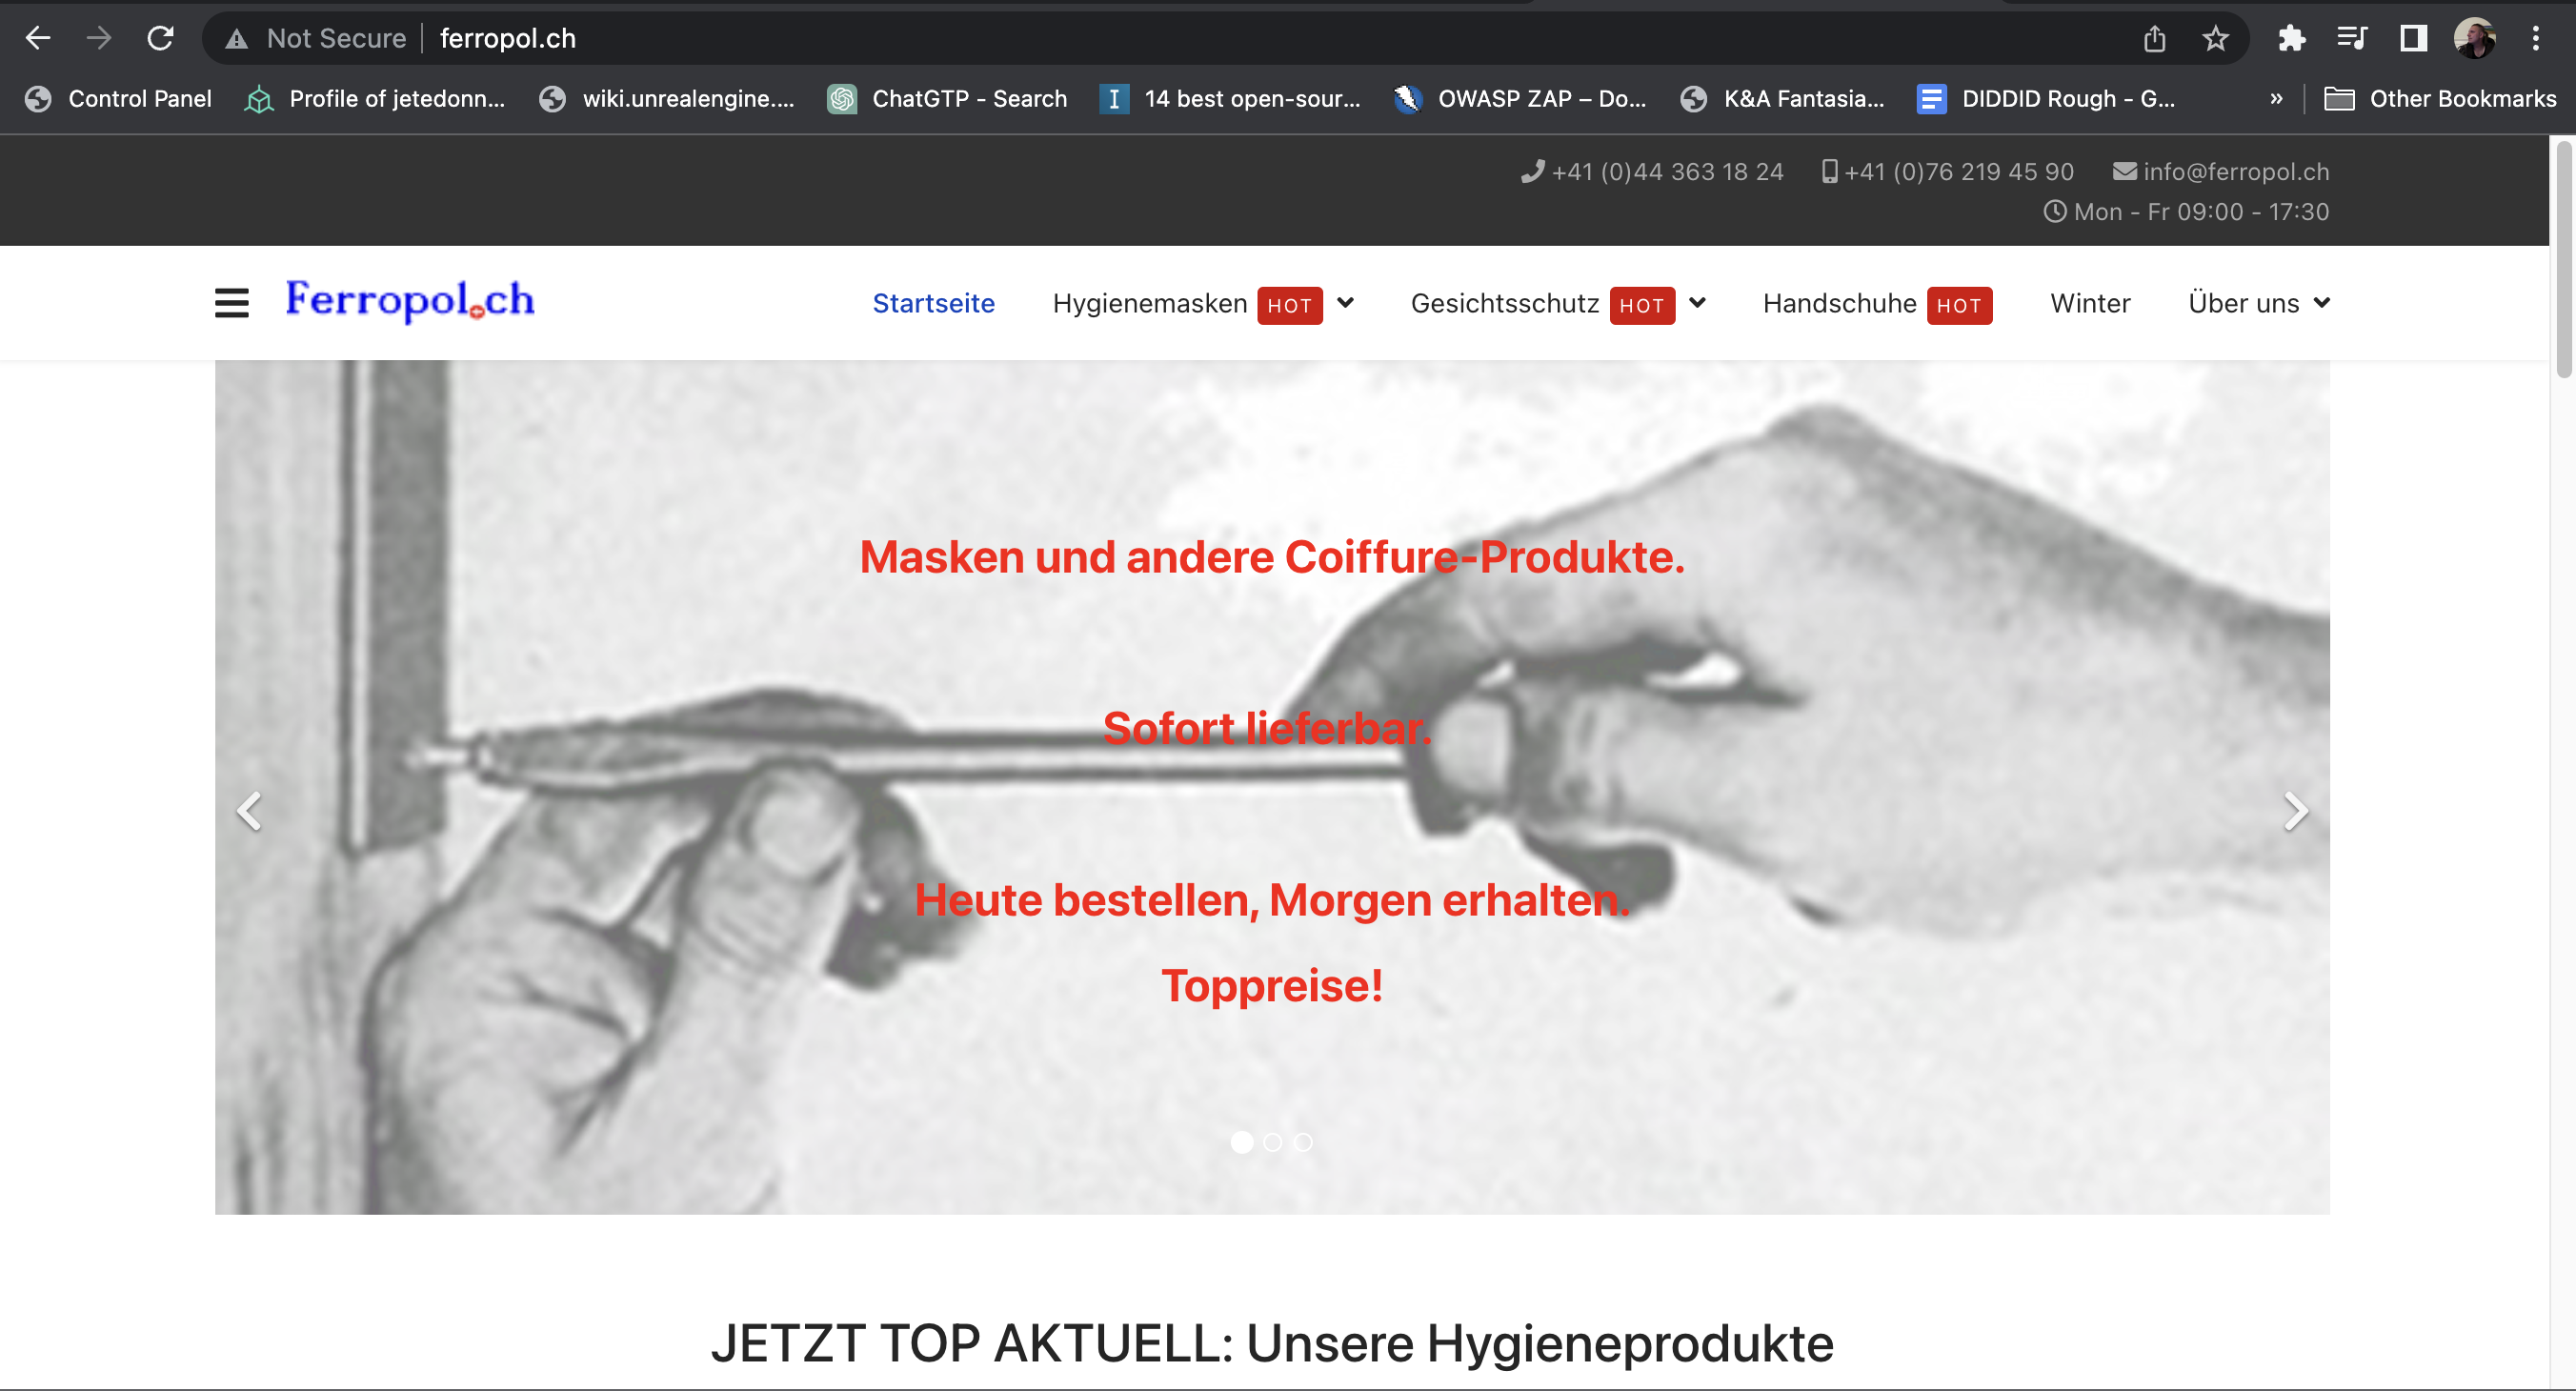 Not Secure ferropol.ch
Control Panel Profile of jetedonn... wiki.unrealengine.... ChatGTP - Search 14 best open-sour... OWASP ZAP – Do... K&A Fantasia... DIDDID Rough - G... » Other Bookmarks
+41 (0)44 363 18 24 +41 (0)76 219 45 90 info@ferropol.ch
Mon - Fr 09:00 - 17:30
Ferropol.ch Startseite Hygienemasken HOT Gesichtsschutz HOT Handschuhe HOT Winter Über uns
Masken und andere Coiffure-Produkte.
Sofort lieferbar.
Heute bestellen, Morgen erhalten.
Toppreise!
JETZT TOP AKTUELL: Unsere Hygieneprodukte